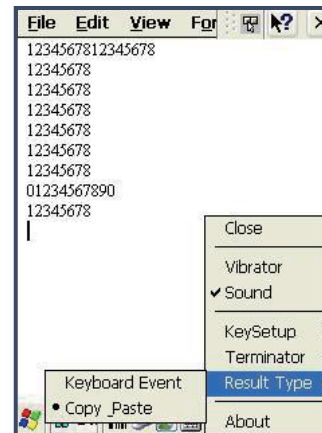 File Edit View For
1234567812345678
12345678
12345678
12345678
12345678
12345678
12345678
01234567890
12345678
Close
Vibrator
Sound
KeySetup
Terminator
Result Type
About
Keyboard Event
Copy _Paste